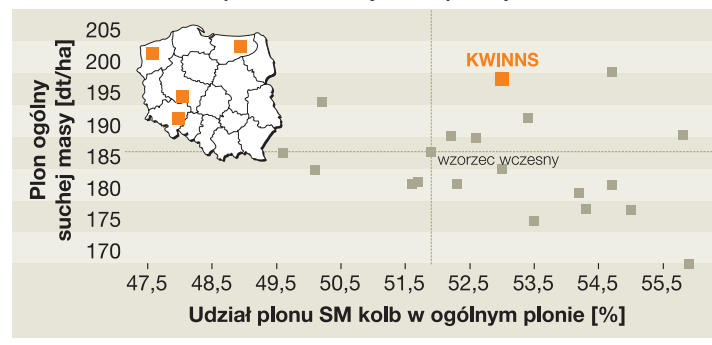 Plon ogólny
suchej masy [dt/ha]
205
200
195
190
185
180
175
170
KWINNS
wzorzec wczesny
47,5 48,5 49,5 50,5 51,5 52,5 53,5 54,5 55,5
Udział plonu SM kolb w ogólnym plonie [%]